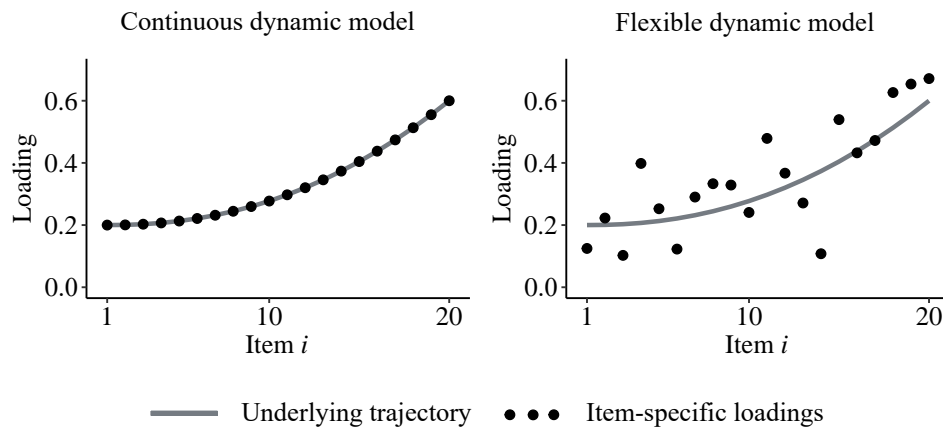 Continuous dynamic model
Flexible dynamic model
Loading
0.6
0.4
0.2
0.0
1
10
20
Item i
Loading
0.6
0.4
0.2
0.0
1
10
20
Item i
Underlying trajectory
Item-specific loadings